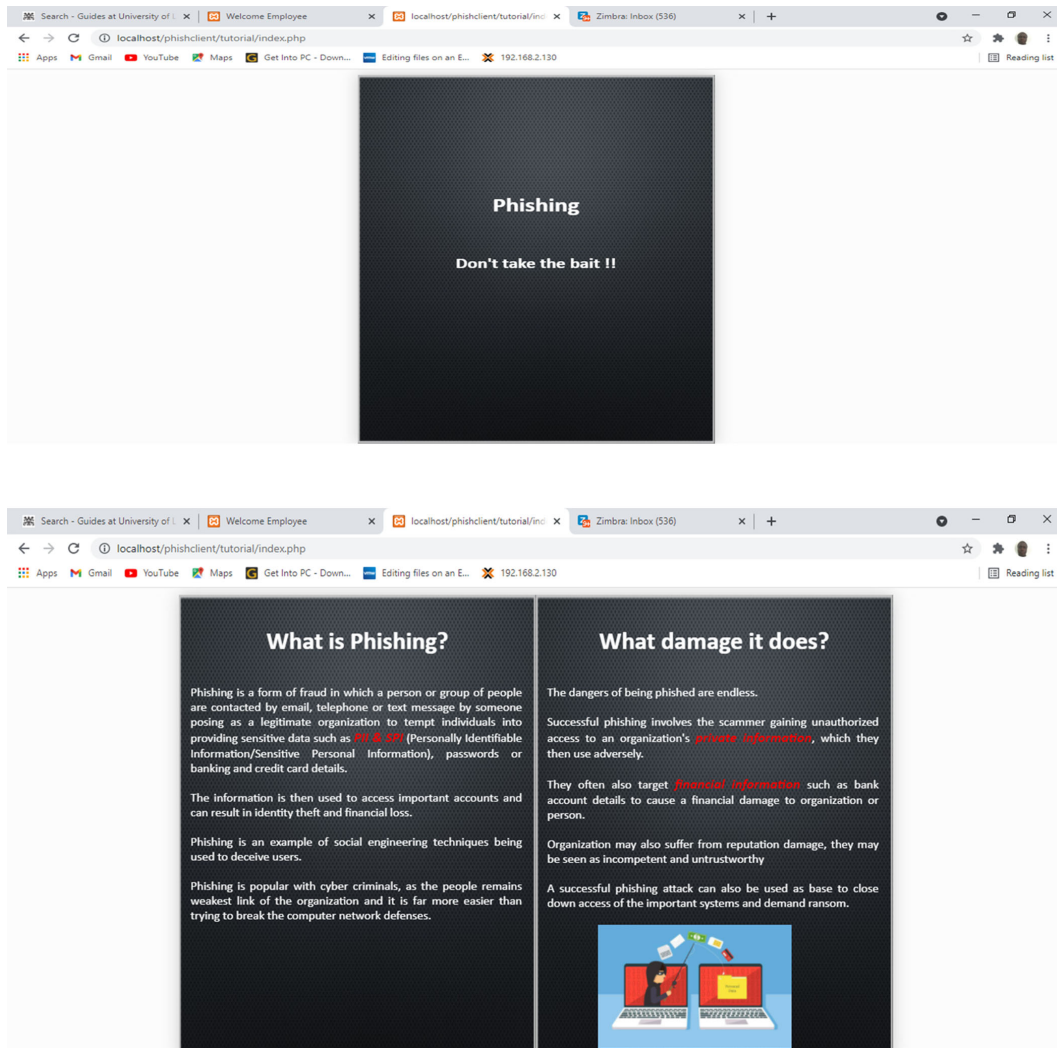 Search - Guides at University of L
Welcome Employee
localhost/phishclient/tutorial/ind
Zimbra: Inbox (536)
localhost/phishclient/tutorial/index.php
Apps
Gmail
YouTube
Maps
Get Into PC - Down...
Editing files on an E...
192.168.2.130
Reading list
Phishing
Don't take the bait !!
Search - Guides at University of L
Welcome Employee
localhost/phishclient/tutorial/ind
Zimbra: Inbox (536)
localhost/phishclient/tutorial/index.php
Apps
Gmail
YouTube
Maps
Get Into PC - Down...
Editing files on an E...
192.168.2.130
Reading list
What is Phishing?
Phishing is a form of fraud in which a person or group of people
are contacted by email, telephone or text message by someone
posing as a legitimate organization to tempt individuals into
providing sensitive data such as PII & SPI (Personally Identifiable
Information/Sensitive Personal Information), passwords or
banking and credit card details.
The information is then used to access important accounts and
can result in identity theft and financial loss.
Phishing is an example of social engineering techniques being
used to deceive users.
Phishing is popular with cyber criminals, as the people remains
weakest link of the organization and it is far more easier than
trying to break the computer network defenses.
What damage it does?
The dangers of being phished are endless.
Successful phishing involves the scammer gaining unauthorized
access to an organization's private information, which they
then use adversely.
They often also target financial information such as bank
account details to cause a financial damage to organization or
person.
Organization may also suffer from reputation damage, they may
be seen as incompetent and untrustworthy
A successful phishing attack can also be used as base to close
down access of the important systems and demand ransom.